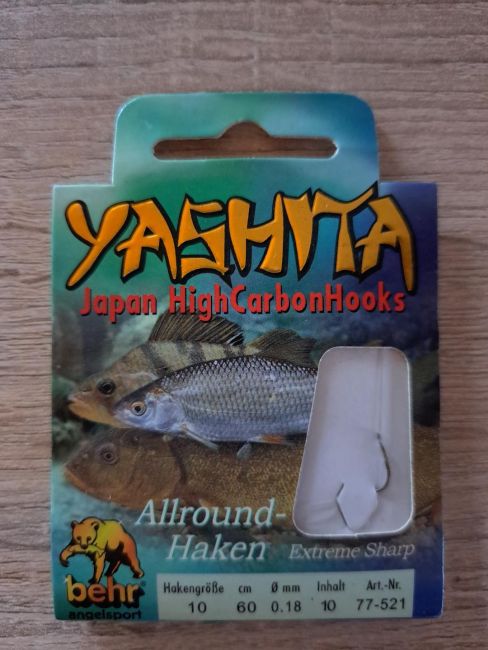 YASHITA
Japan HighCarbonHooks
Allround-
Haken
Extreme Sharp
behr
angelsport
Hakengröße cm Ø mm Inhalt Art.-Nr.
10 60 0.18 10 77-521